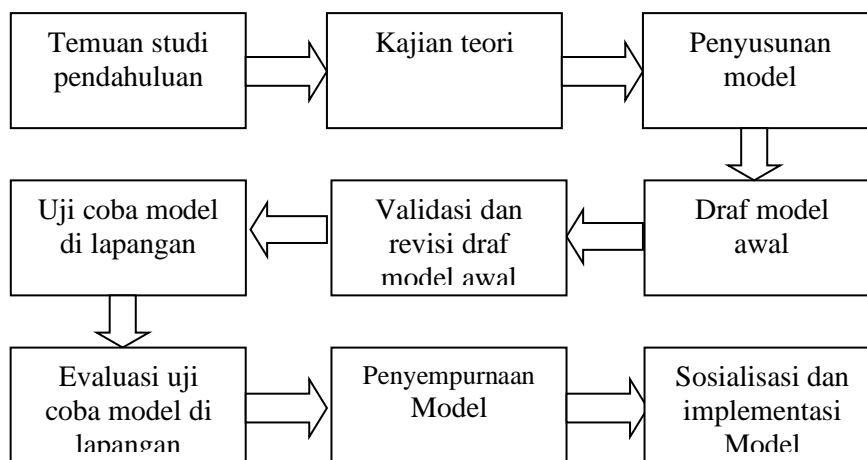 Temuan studi
pendahuluan
Kajian teori
Penyusunan
model
Draf model
awal
Validasi dan
revisi draf
model awal
Uji coba model
di lapangan
Evaluasi uji
coba model di
lapangan
Penyempurnaan
Model
Sosialisasi dan
implementasi
Model